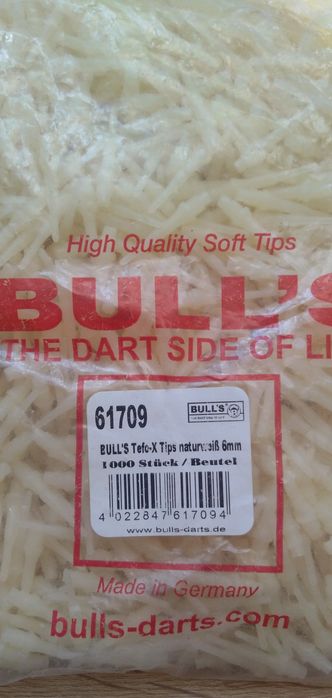 High Quality Soft Tips
BULL'S
THE DART SIDE OF LI
61709
BULL'S
BULL'S Tefo-X Tips naturweiß 6mm
1000 Stück / Beutel
4 022847 617094
www.bulls-darts.de
Made in Germany
bulls-darts.com